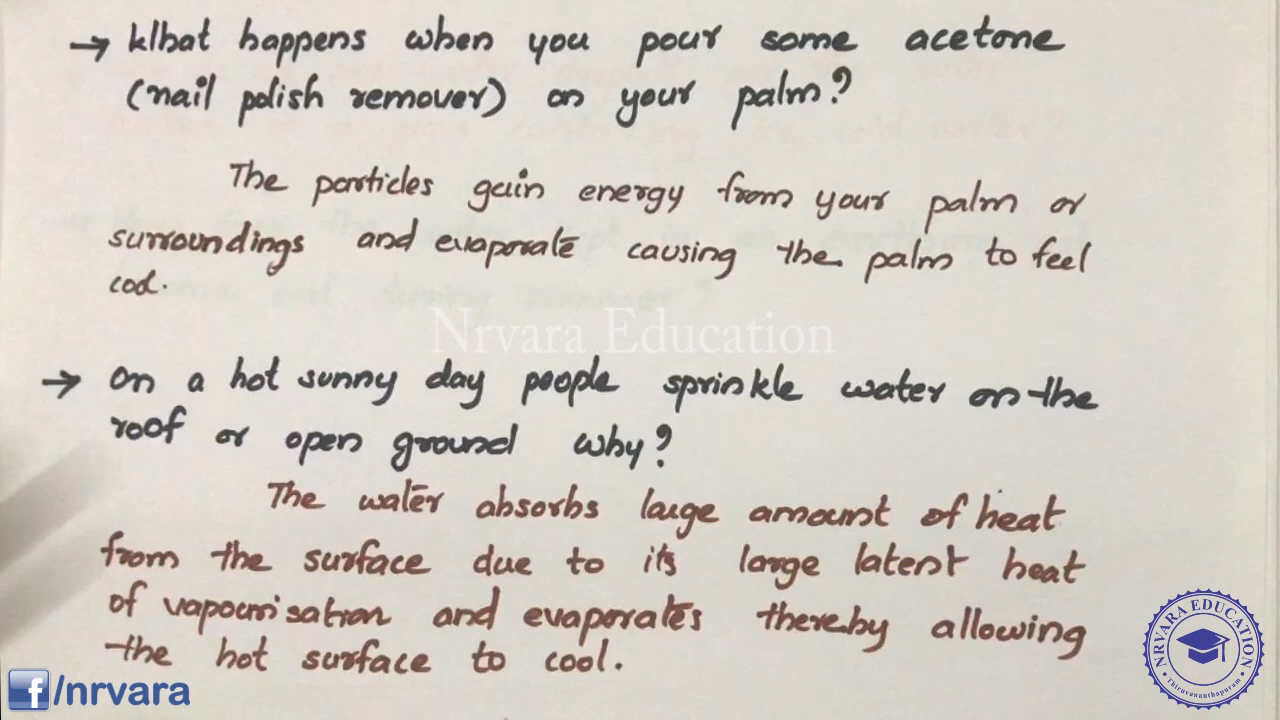 → What happens when you pour some acetone
(nail polish remover) on your palm?
The particles gain energy from your palm or
surroundings and evaporate causing the palm to feel
cool.
Nrvara Education
→ On a hot sunny day people sprinkle water on the
roof or open ground why?
The water absorbs large amount of heat
from the surface due to its large latent heat
of vapourisation and evaporates thereby allowing
the hot surface to cool.
f/nrvara
NRVARA EDUCATION
Thiruvananthapuram